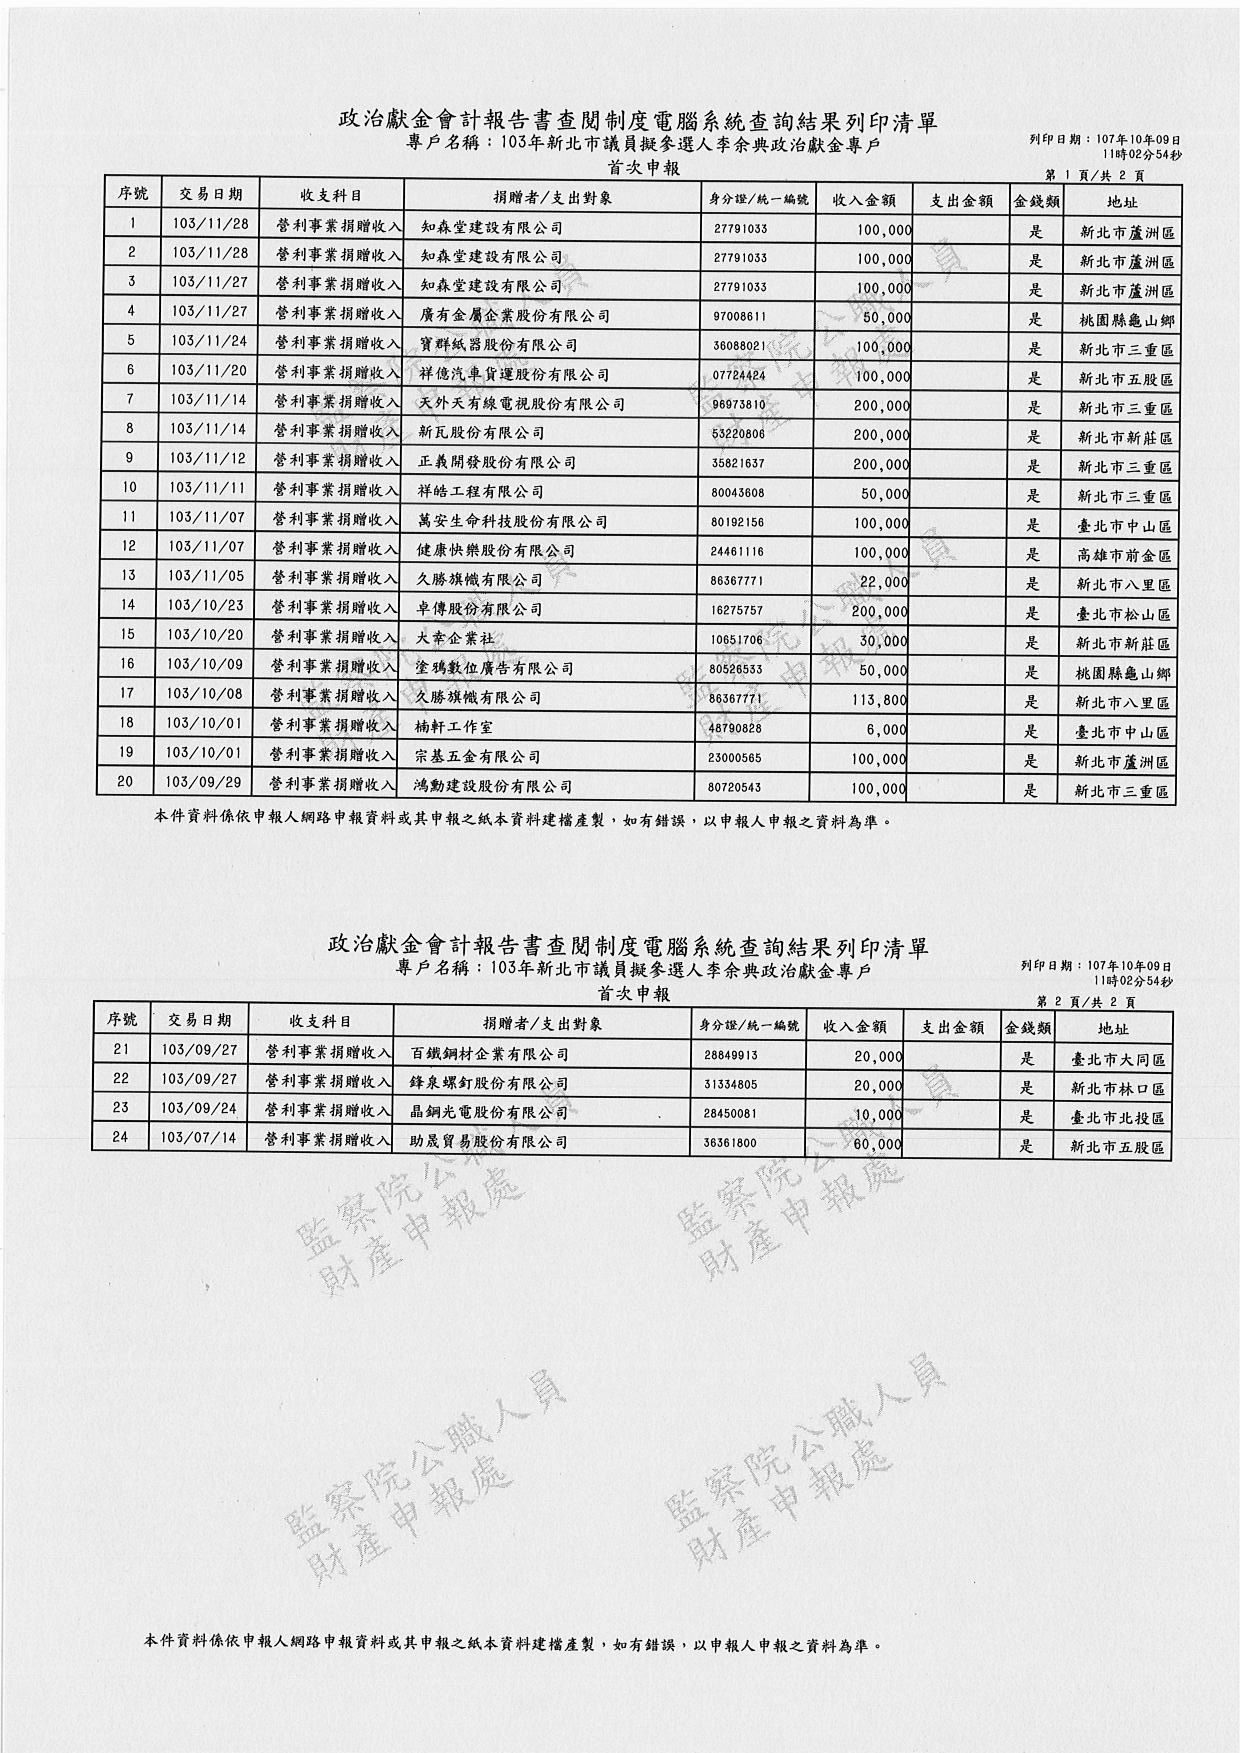 政治獻金會計報告書查閱制度電腦系統查詢結果列印清單
專戶名稱：103年新北市議員擬參選人李余典政治獻金專戶
列印日期：107年10年09日
11時02分54秒
首次申報
第 1 頁/共 2 頁
序號 交易日期 收支科目 捐贈者/支出對象 身分證/統一編號 收入金額 支出金額 金錢類 地址
1 103/11/28 營利事業捐贈收入 知森堂建設有限公司 27791033 100,000 是 新北市蘆洲區
2 103/11/28 營利事業捐贈收入 知森堂建設有限公司 27791033 100,000 是 新北市蘆洲區
3 103/11/27 營利事業捐贈收入 知森堂建設有限公司 27791033 100,000 是 新北市蘆洲區
4 103/11/27 營利事業捐贈收入 廣有金屬企業股份有限公司 97008611 50,000 是 桃園縣龜山鄉
5 103/11/24 營利事業捐贈收入 寶群紙器股份有限公司 36088021 100,000 是 新北市三重區
6 103/11/20 營利事業捐贈收入 祥億汽車貨運股份有限公司 07724424 100,000 是 新北市五股區
7 103/11/14 營利事業捐贈收入 天外天有線電視股份有限公司 96973810 200,000 是 新北市三重區
8 103/11/14 營利事業捐贈收入 新瓦股份有限公司 53220806 200,000 是 新北市新莊區
9 103/11/12 營利事業捐贈收入 正義開發股份有限公司 35821637 200,000 是 新北市三重區
10 103/11/11 營利事業捐贈收入 祥皓工程有限公司 80043608 50,000 是 新北市三重區
11 103/11/07 營利事業捐贈收入 萬安生命科技股份有限公司 80192156 100,000 是 臺北市中山區
12 103/11/07 營利事業捐贈收入 健康快樂股份有限公司 24461116 100,000 是 高雄市前金區
13 103/11/05 營利事業捐贈收入 久勝旗幟有限公司 86367771 22,000 是 新北市八里區
14 103/10/23 營利事業捐贈收入 卓傳股份有限公司 16275757 200,000 是 臺北市松山區
15 103/10/20 營利事業捐贈收入 大幸企業社 10651706 30,000 是 新北市新莊區
16 103/10/09 營利事業捐贈收入 塗鴉數位廣告有限公司 80526533 50,000 是 桃園縣龜山鄉
17 103/10/08 營利事業捐贈收入 久勝旗幟有限公司 86367771 113,800 是 新北市八里區
18 103/10/01 營利事業捐贈收入 楠軒工作室 48790828 6,000 是 臺北市中山區
19 103/10/01 營利事業捐贈收入 宗基五金有限公司 23000565 100,000 是 新北市蘆洲區
20 103/09/29 營利事業捐贈收入 鴻勳建設股份有限公司 80720543 100,000 是 新北市三重區
本件資料係依申報人網路申報資料或其申報之紙本資料建檔產製，如有錯誤，以申報人申報之資料為準。
政治獻金會計報告書查閱制度電腦系統查詢結果列印清單
專戶名稱：103年新北市議員擬參選人李余典政治獻金專戶
列印日期：107年10年09日
11時02分54秒
首次申報
第 2 頁/共 2 頁
序號 交易日期 收支科目 捐贈者/支出對象 身分證/統一編號 收入金額 支出金額 金錢類 地址
21 103/09/27 營利事業捐贈收入 百鐵鋼材企業有限公司 28849913 20,000 是 臺北市大同區
22 103/09/27 營利事業捐贈收入 鋒泉螺釘股份有限公司 31334805 20,000 是 新北市林口區
23 103/09/24 營利事業捐贈收入 晶鋼光電股份有限公司 28450081 10,000 是 臺北市北投區
24 103/07/14 營利事業捐贈收入 助晟貿易股份有限公司 36361800 60,000 是 新北市五股區
監察院公職人員
財產申報處
監察院公職人員
財產申報處
監察院公職人員
財產申報處
監察院公職人員
財產申報處
本件資料係依申報人網路申報資料或其申報之紙本資料建檔產製，如有錯誤，以申報人申報之資料為準。